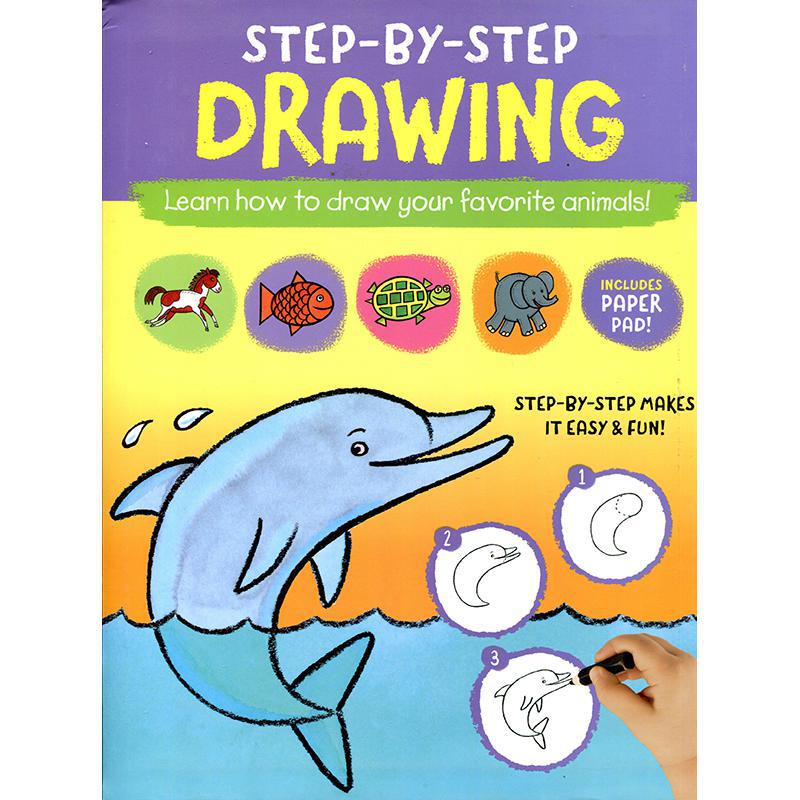 STEP-BY-STEP
DRAWING
Learn how to draw your favorite animals!
INCLUDES
PAPER
PAD!
STEP-BY-STEP MAKES
IT EASY & FUN!
1
2
3